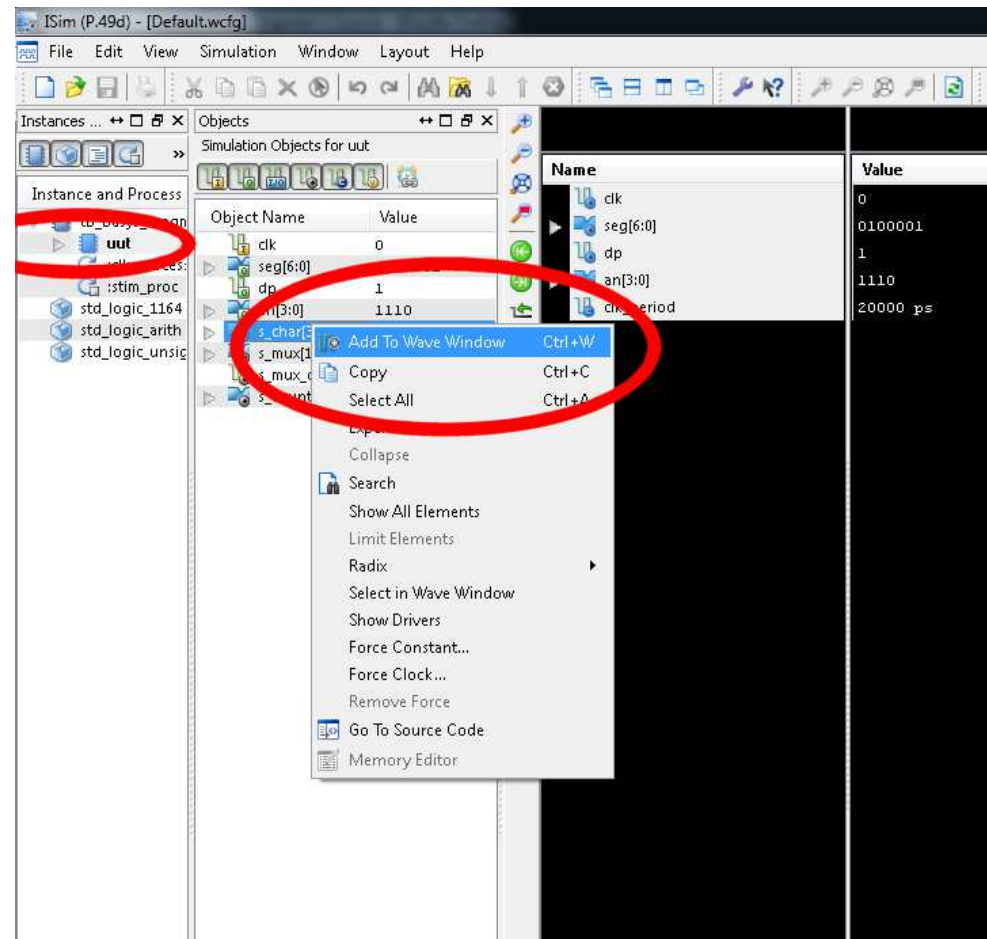 ISim (P.49d) - [Default.wcfg]
File Edit View Simulation Window Layout Help
Instances ...
Objects
Simulation Objects for uut
»
Instance and Process
Object Name Value
uut
:stim_proc
std_logic_1164
std_logic_arith
std_logic_unsig
clk 0
seg[6:0]
dp 1
1110
s_char[
s_mux[1
s_mux_
Add To Wave Window Ctrl+W
Copy Ctrl+C
Select All Ctrl+A
Collapse
Search
Show All Elements
Limit Elements
Radix
Select in Wave Window
Show Drivers
Force Constant...
Force Clock...
Remove Force
Go To Source Code
Memory Editor
Name Value
clk 0
seg[6:0] 0100001
dp 1
an[3:0] 1110
20000 ps